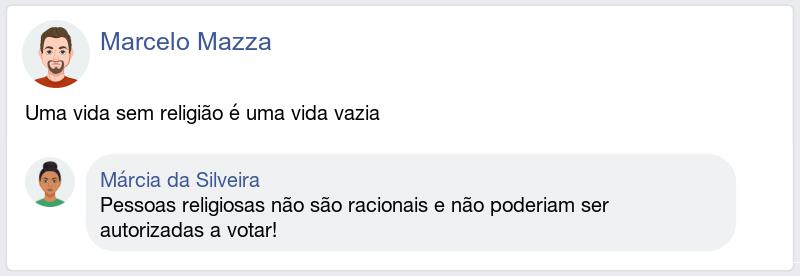 Marcelo Mazza
Uma vida sem religião é uma vida vazia
Márcia da Silveira
Pessoas religiosas não são racionais e não poderiam ser
autorizadas a votar!